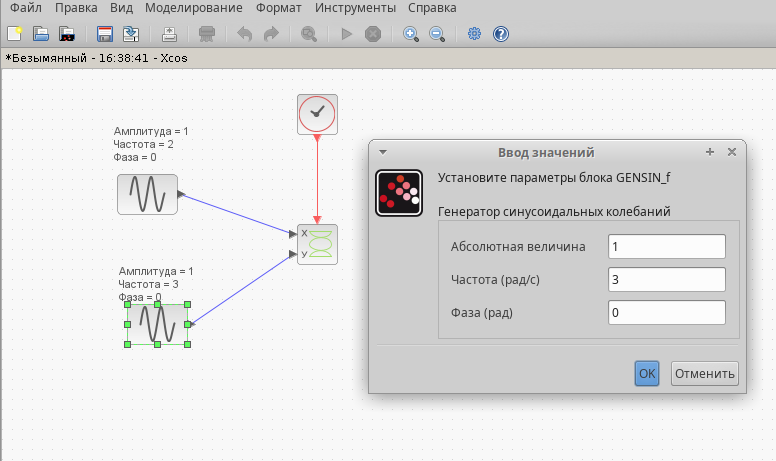 Файл Правка Вид Моделирование Формат Инструменты Справка
*Безымянный - 16:38:41 - Xcos
Амплитуда = 1
Частота = 2
Фаза = 0
X
У
Амплитуда = 1
Частота = 3
Фаза = 0
Ввод значений
Установите параметры блока GENSIN_f
Генератор синусоидальных колебаний
Абсолютная величина 1
Частота (рад/с) 3
Фаза (рад) 0
OK Отменить